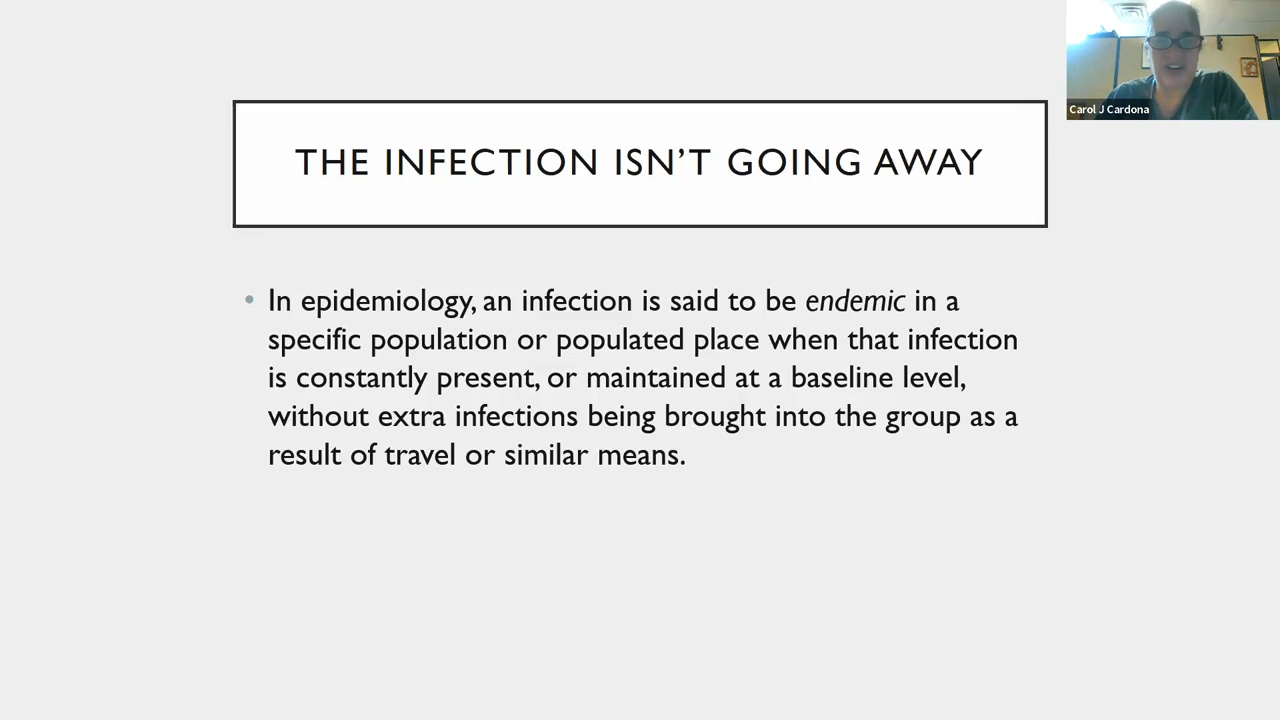 THE INFECTION ISN’T GOING AWAY
Carol J Cardona
• In epidemiology, an infection is said to be endemic in a
specific population or populated place when that infection
is constantly present, or maintained at a baseline level,
without extra infections being brought into the group as a
result of travel or similar means.